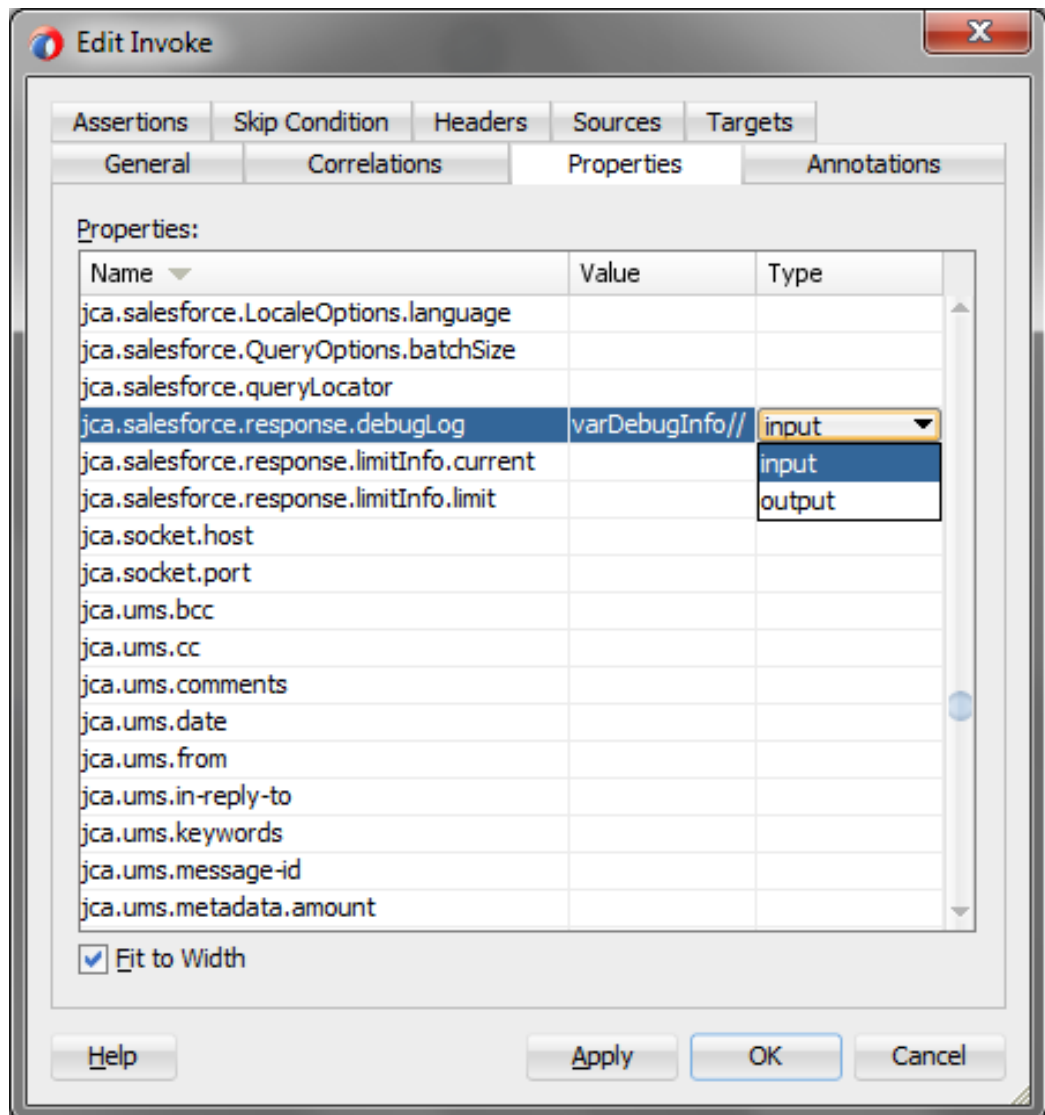 Edit Invoke
Assertions Skip Condition Headers Sources Targets
General Correlations Properties Annotations
Properties:
Name Value Type
jca.salesforce.LocaleOptions.language
jca.salesforce.QueryOptions.batchSize
jca.salesforce.queryLocator
jca.salesforce.response.debugLog varDebugInfo// input
jca.salesforce.response.limitInfo.current input
jca.salesforce.response.limitInfo.limit output
jca.socket.host
jca.socket.port
jca.ums.bcc
jca.ums.cc
jca.ums.comments
jca.ums.date
jca.ums.from
jca.ums.in-reply-to
jca.ums.keywords
jca.ums.message-id
jca.ums.metadata.amount
Fit to Width
Help Apply OK Cancel